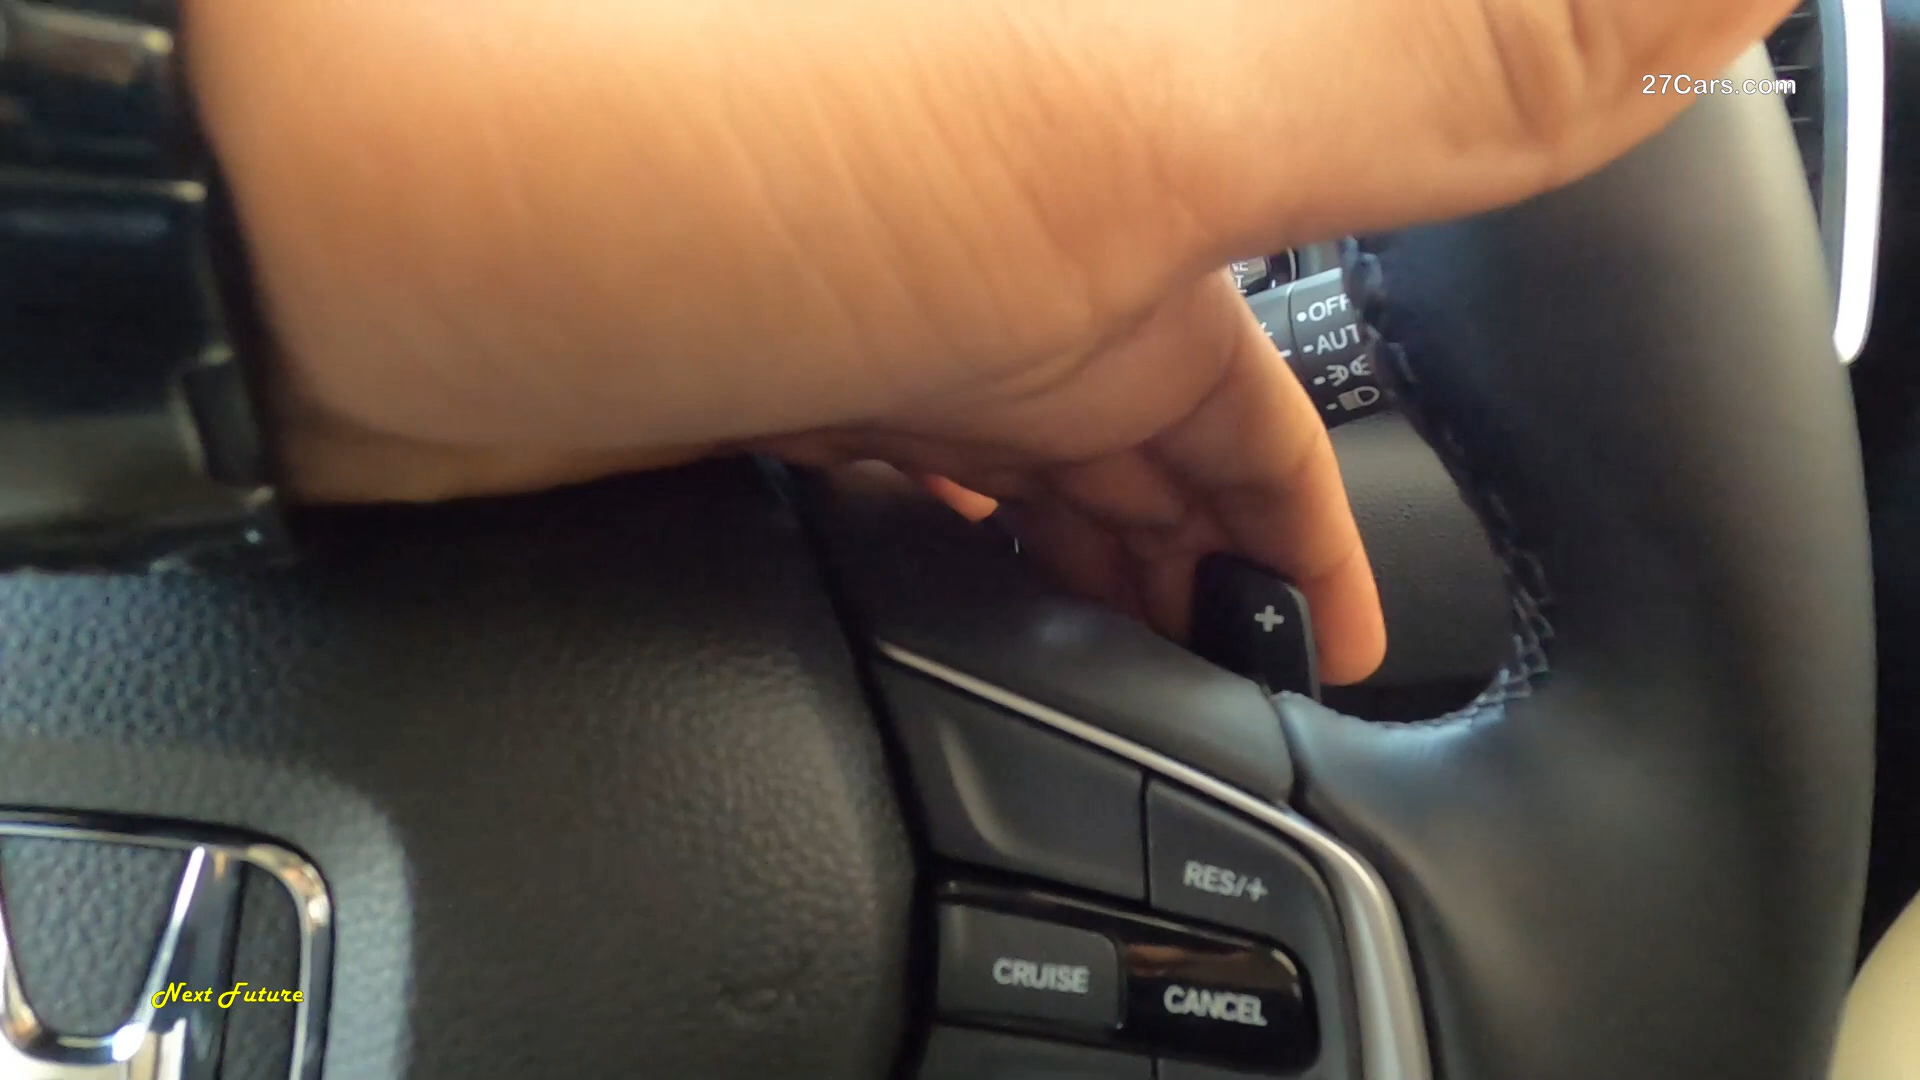 27Cars.com
•OFF
-AUT
+
RES/+
CRUISE
CANCEL
Next Future